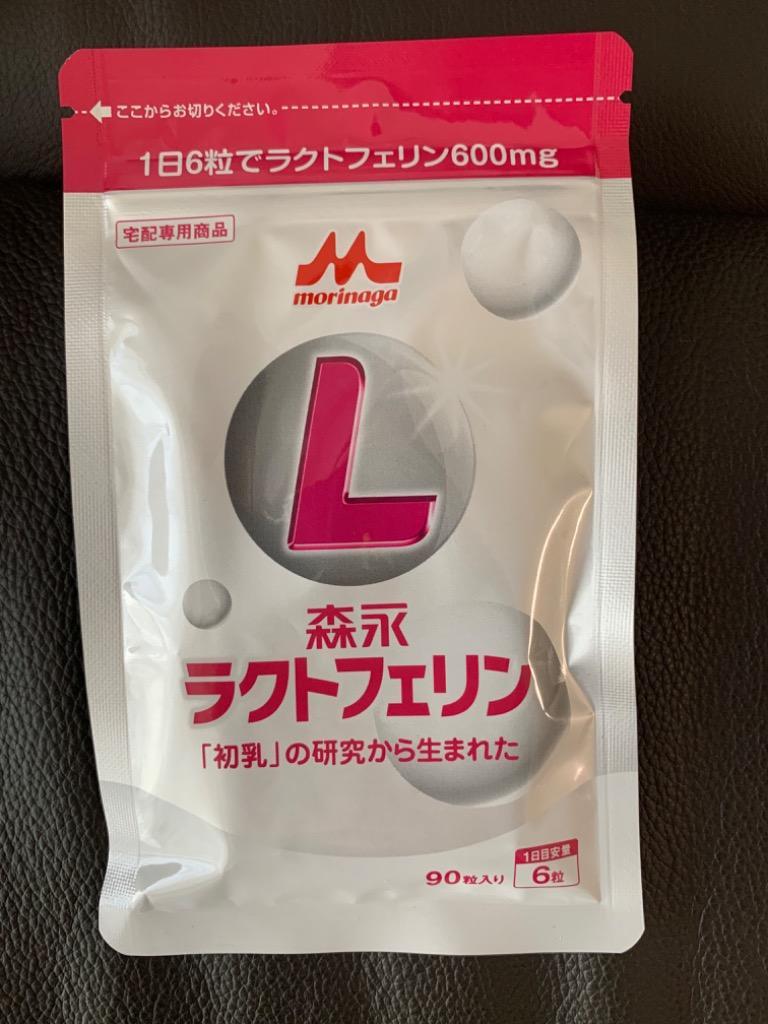 ここからお切りください。
1日6粒でラクトフェリン600mg
宅配専用商品
morinaga
L
森永
ラクトフェリン
「初乳」の研究から生まれた
90粒入り
1日目安量
6粒